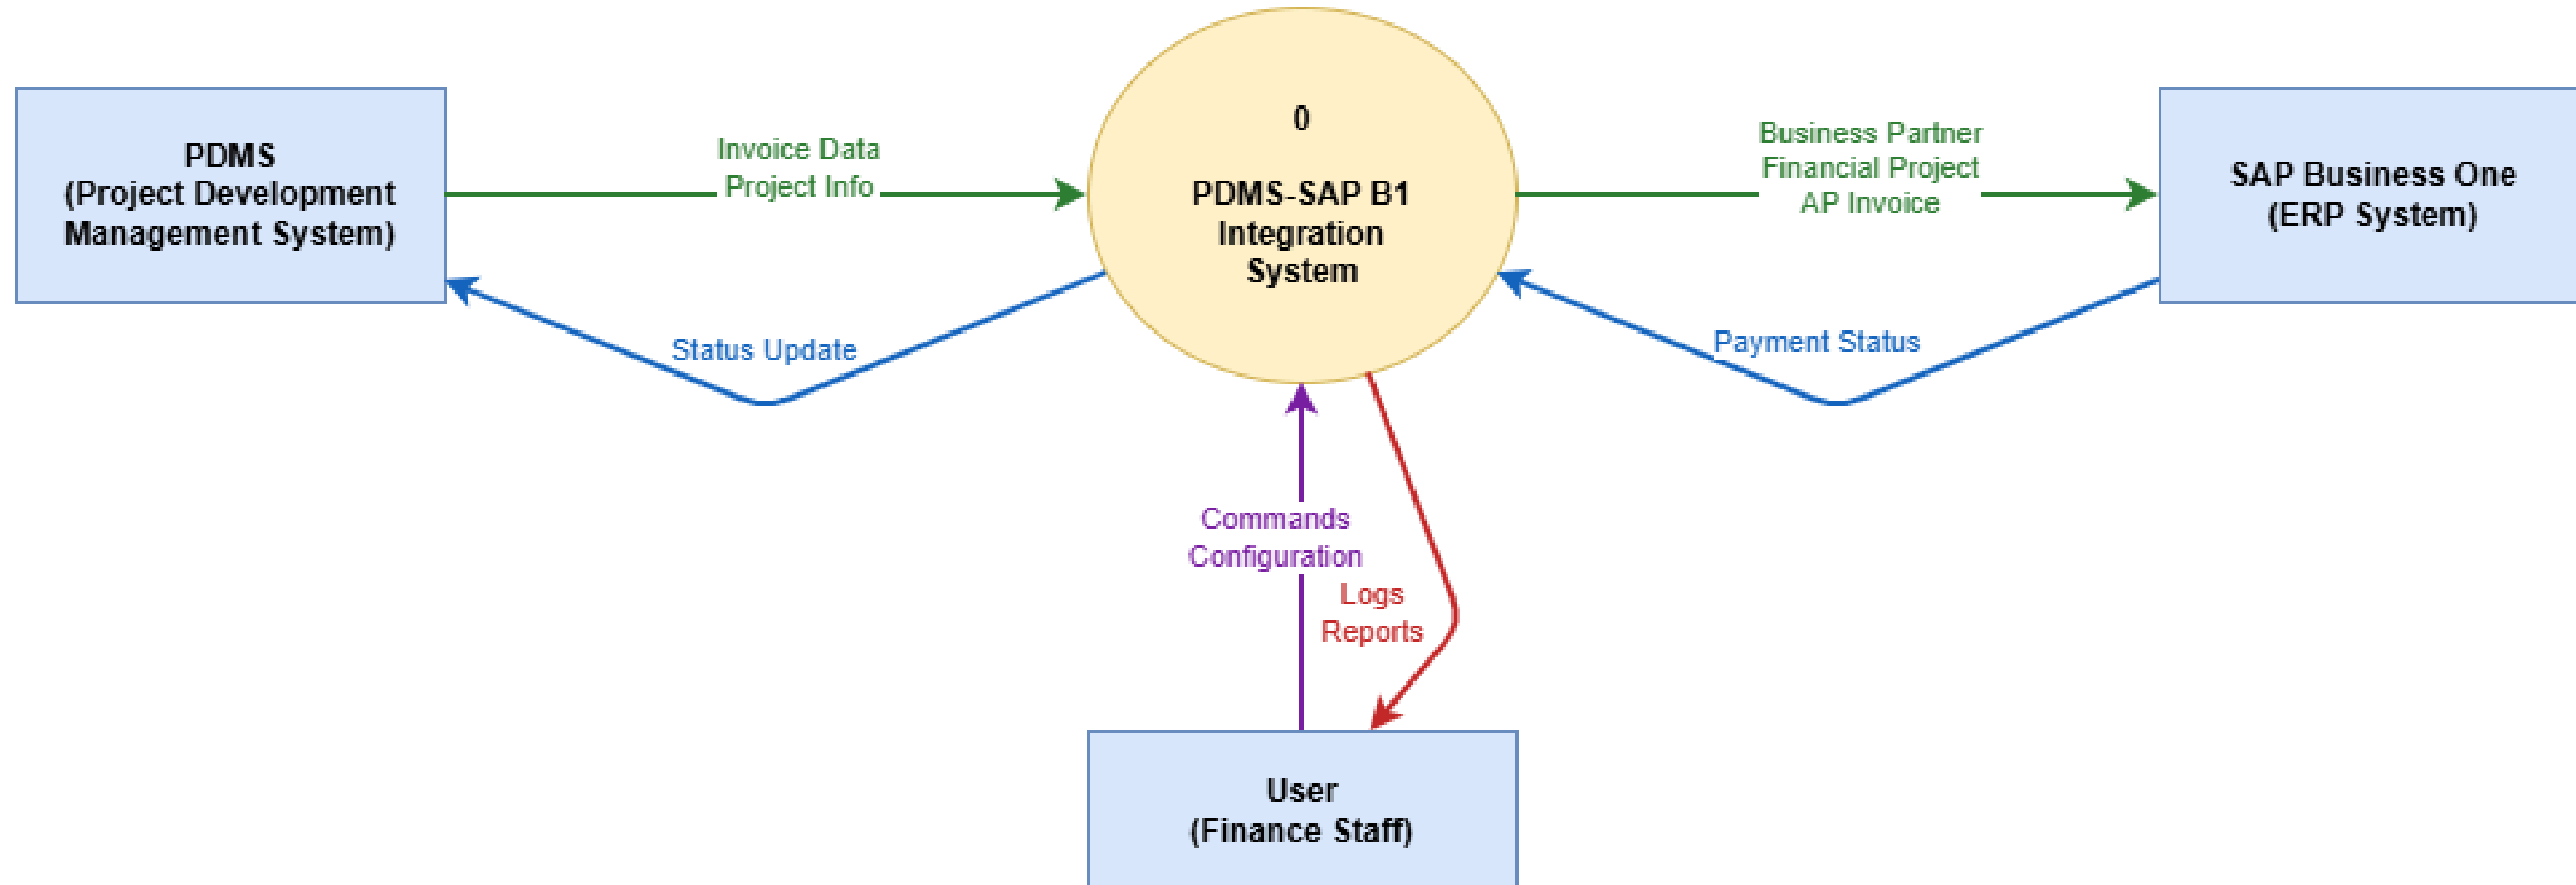 PDMS
(Project Development
Management System)
Invoice Data
Project Info
Status Update
0
PDMS-SAP B1
Integration
System
Business Partner
Financial Project
AP Invoice
Payment Status
SAP Business One
(ERP System)
Commands
Configuration
Logs
Reports
User
(Finance Staff)